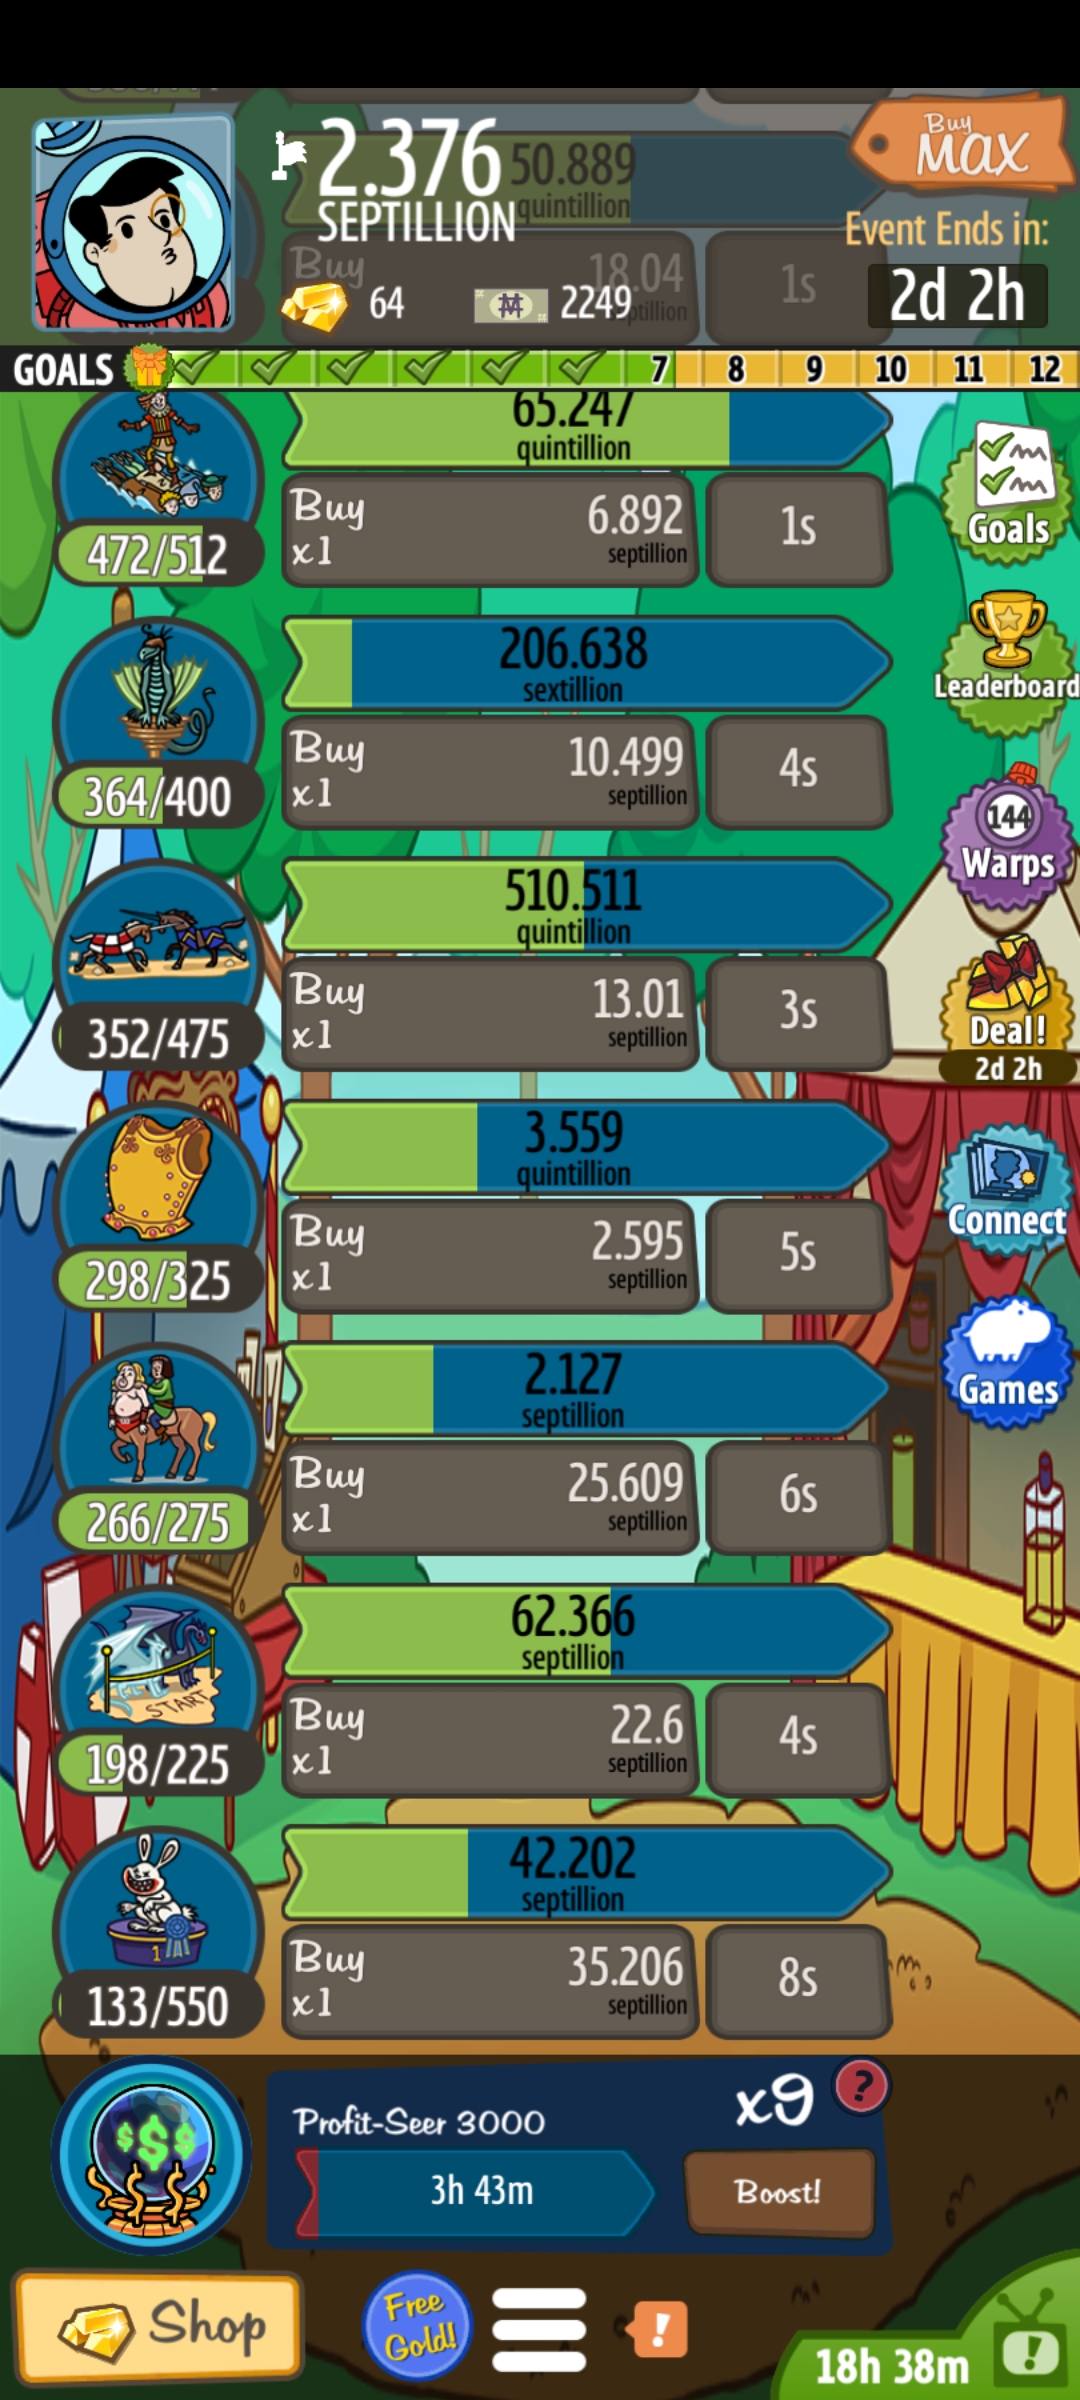 2.376
SEPTILLION
50.889
quintillion
Buy
MAX
Event Ends in:
2d 2h
Buy
18.04
1s
64
2249
GOALS
7
8
9
10
11
12
65.247
quintillion
472/512
Buy
x1
6.892
septillion
1s
Goals
206.638
sextillion
364/400
Buy
x1
10.499
septillion
4s
Leaderboard
144
Warps
510.511
quintillion
352/475
Buy
x1
13.01
septillion
3s
Deal!
2d 2h
3.559
quintillion
298/325
Buy
x1
2.595
septillion
5s
Connect
2.127
septillion
266/275
Buy
x1
25.609
septillion
6s
Games
62.366
septillion
START
198/225
Buy
x1
22.6
septillion
4s
42.202
septillion
1
133/550
Buy
x1
35.206
septillion
8s
$$$
Profit-Seer 3000
x9
?
3h 43m
Boost!
Shop
Free
Gold!
!
18h 38m
!